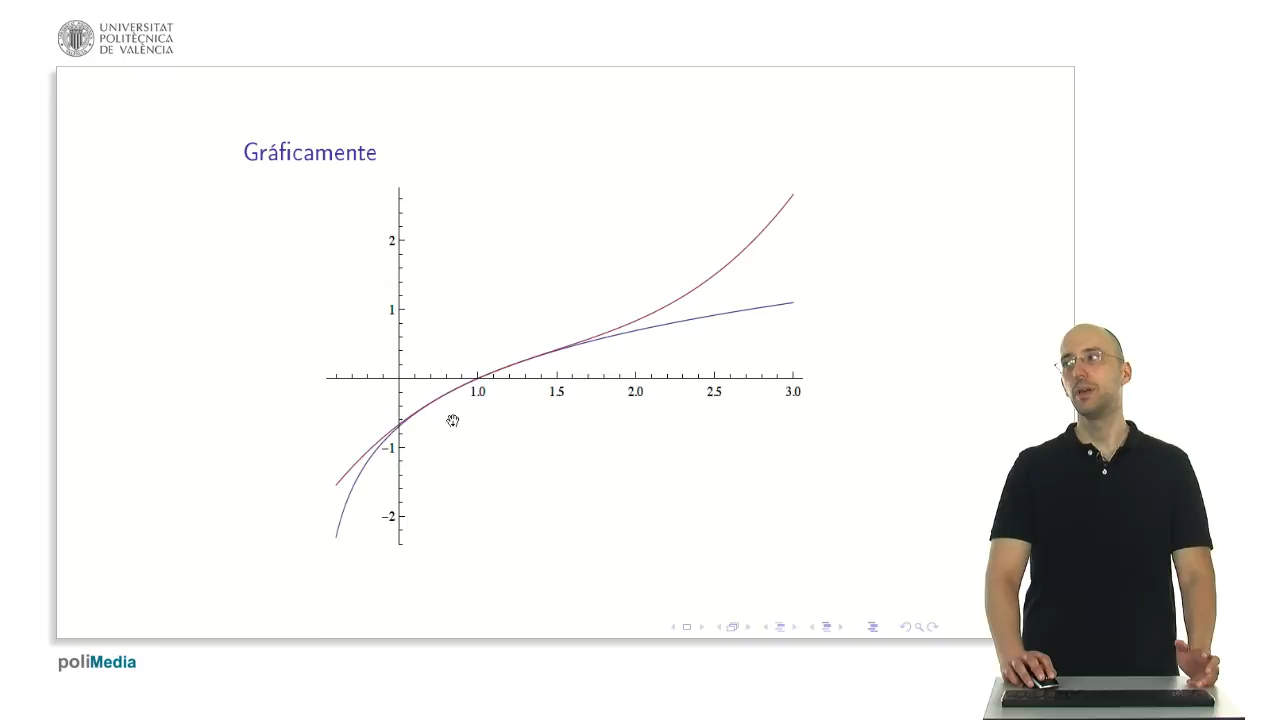 UNIVERSITAT
POLITÈCNICA
DE VALÈNCIA
Gráficamente
2
1
1.0 1.5 2.0 2.5 3.0
−1
−2
poliMedia